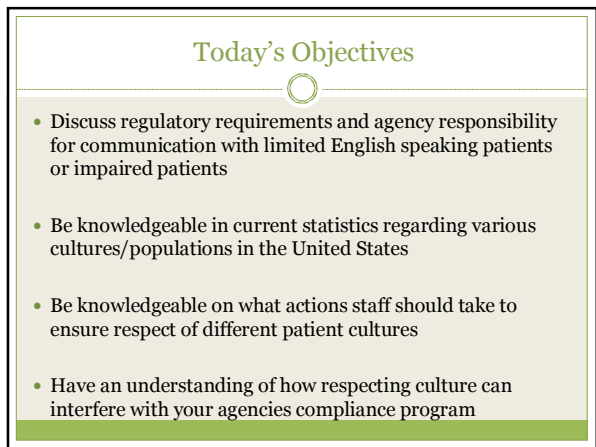 Today’s Objectives
• Discuss regulatory requirements and agency responsibility
for communication with limited English speaking patients
or impaired patients
• Be knowledgeable in current statistics regarding various
cultures/populations in the United States
• Be knowledgeable on what actions staff should take to
ensure respect of different patient cultures
• Have an understanding of how respecting culture can
interfere with your agencies compliance program